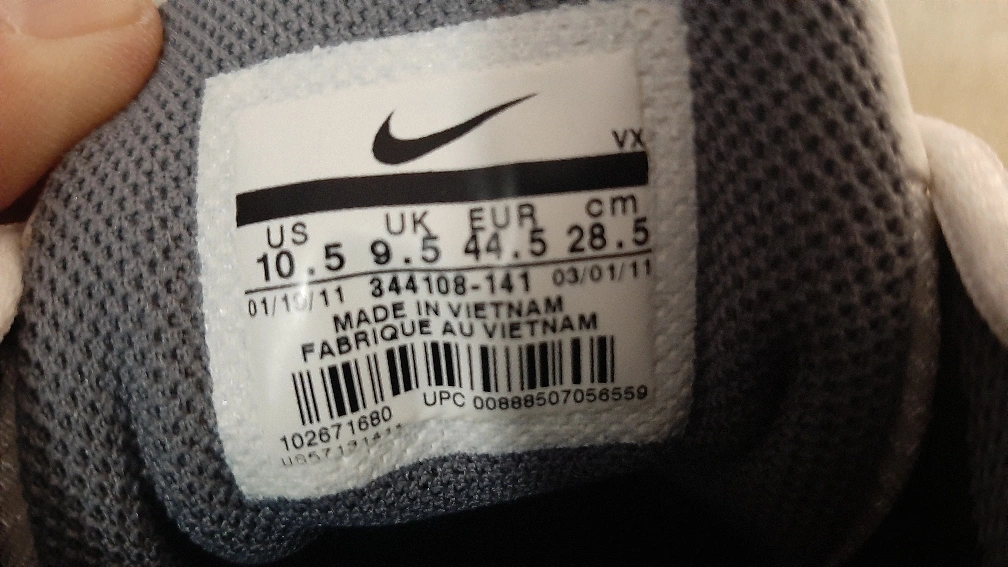 VX
US UK EUR cm
10.5 9.5 44.5 28.5
01/19/11 344108-141 03/01/11
MADE IN VIETNAM
FABRIQUE AU VIETNAM
UPC 00888507056559
102671680